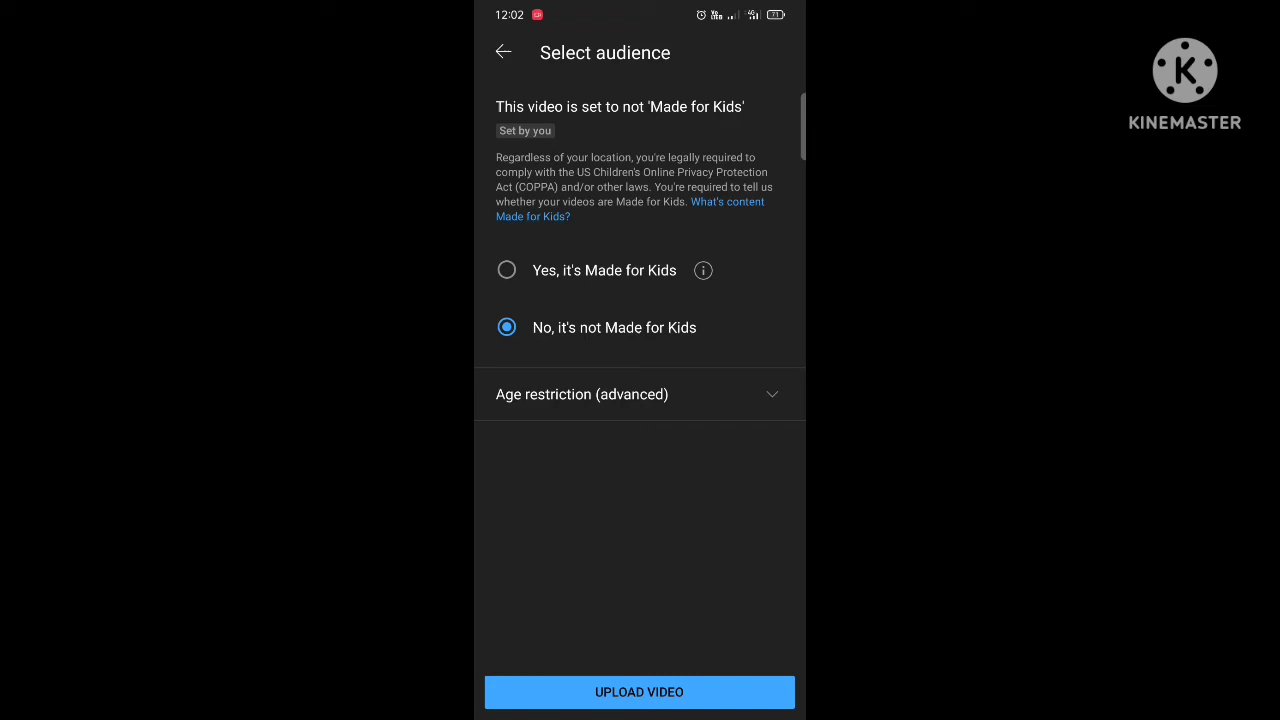 12:02
Select audience
This video is set to not 'Made for Kids'
Set by you
Regardless of your location, you're legally required to
comply with the US Children's Online Privacy Protection
Act (COPPA) and/or other laws. You're required to tell us
whether your videos are Made for Kids. What's content
Made for Kids?
Yes, it's Made for Kids
No, it's not Made for Kids
Age restriction (advanced)
UPLOAD VIDEO
K
KINEMASTER